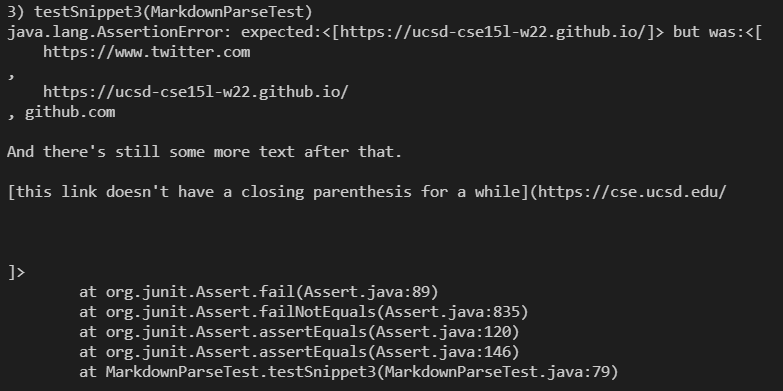 3) testSnippet3(MarkdownParseTest)
java.lang.AssertionError: expected:<[https://ucsd-cse15l-w22.github.io/]> but was:<[
    https://www.twitter.com
,
    https://ucsd-cse15l-w22.github.io/
, github.com

And there's still some more text after that.

[this link doesn't have a closing parenthesis for a while](https://cse.ucsd.edu/



]>
        at org.junit.Assert.fail(Assert.java:89)
        at org.junit.Assert.failNotEquals(Assert.java:835)
        at org.junit.Assert.assertEquals(Assert.java:120)
        at org.junit.Assert.assertEquals(Assert.java:146)
        at MarkdownParseTest.testSnippet3(MarkdownParseTest.java:79)